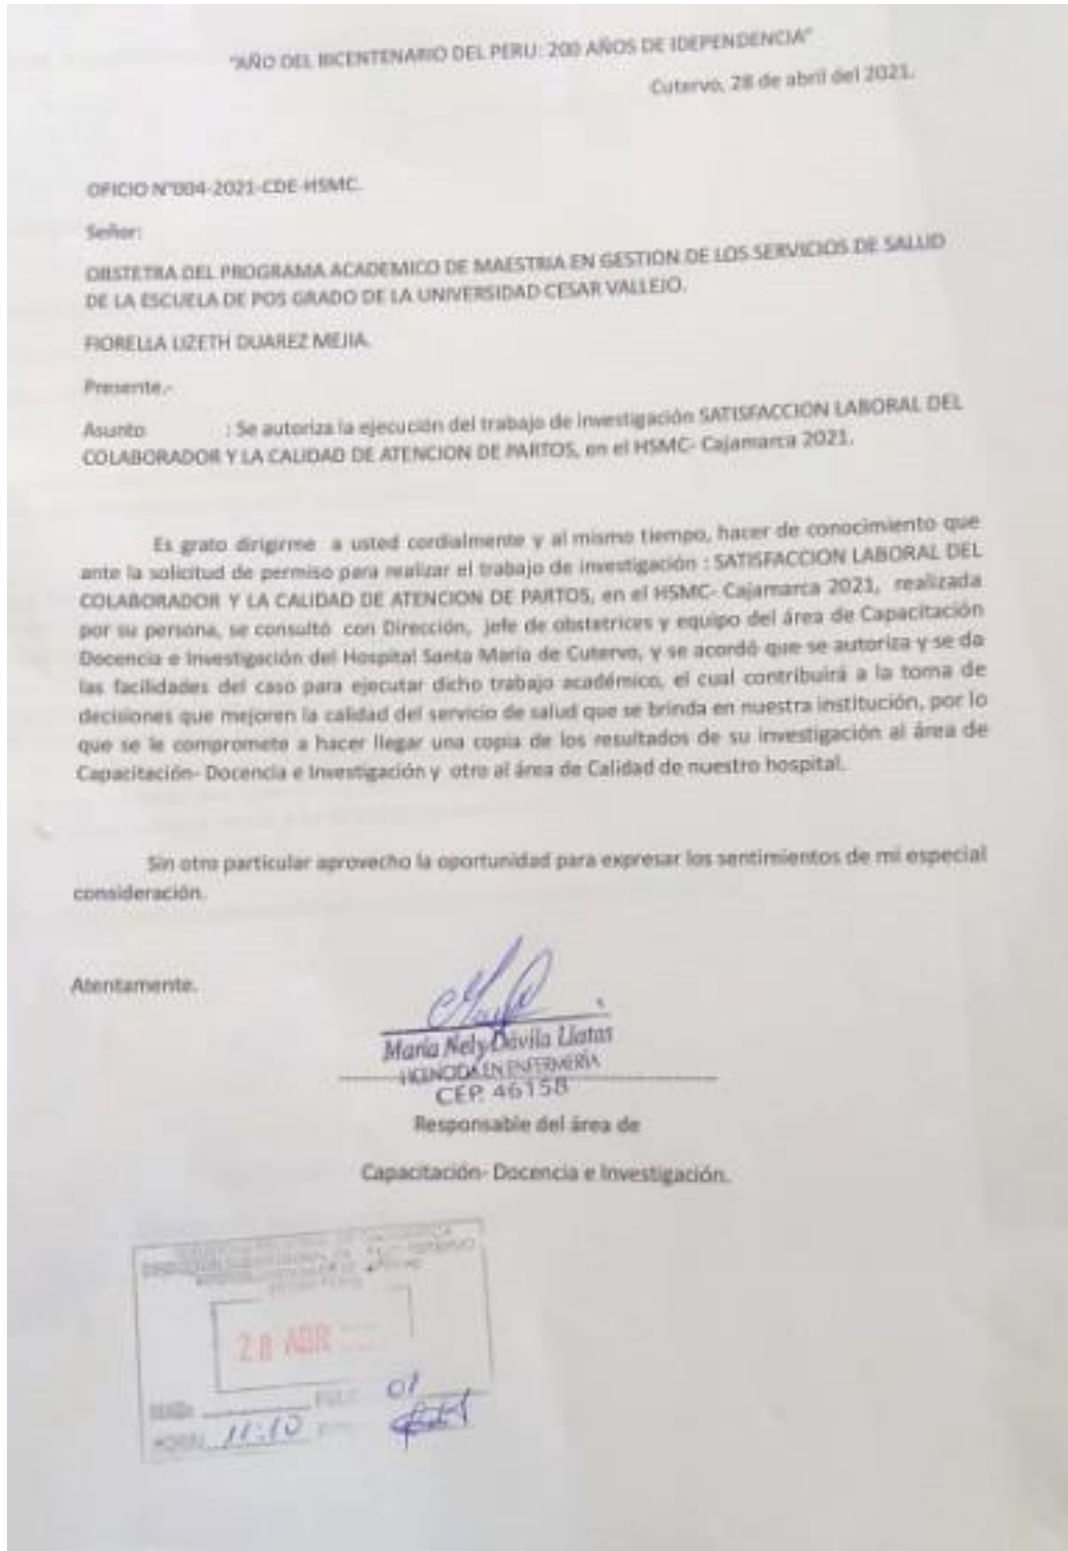 "AÑO DEL BICENTENARIO DEL PERU: 200 AÑOS DE IDEPENDENCIA"
Cutervo, 28 de abril del 2021.
OFICIO N°004-2021-CDE-HSMC.
Señor:
OBSTETRA DEL PROGRAMA ACADEMICO DE MAESTRIA EN GESTION DE LOS SERVICIOS DE SALUD
DE LA ESCUELA DE POS GRADO DE LA UNIVERSIDAD CESAR VALLEJO.
FIORELLA LIZETH DUAREZ MEJIA.
Presente.-
Asunto : Se autoriza la ejecución del trabajo de investigación SATISFACCION LABORAL DEL
COLABORADOR Y LA CALIDAD DE ATENCION DE PARTOS, en el HSMC- Cajamarca 2021.
Es grato dirigirme a usted cordialmente y al mismo tiempo, hacer de conocimiento que
ante la solicitud de permiso para realizar el trabajo de investigación : SATISFACCION LABORAL DEL
COLABORADOR Y LA CALIDAD DE ATENCION DE PARTOS, en el HSMC- Cajamarca 2021, realizada
por su persona, se consultó con Dirección, jefe de obstetrices y equipo del área de Capacitación
Docencia e Investigación del Hospital Santa María de Cutervo, y se acordó que se autoriza y se da
las facilidades del caso para ejecutar dicho trabajo académico, el cual contribuirá a la toma de
decisiones que mejoren la calidad del servicio de salud que se brinda en nuestra institución, por lo
que se le compromete a hacer llegar una copia de los resultados de su investigación al área de
Capacitación- Docencia e Investigación y otro al área de Calidad de nuestro hospital.
Sin otro particular aprovecho la oportunidad para expresar los sentimientos de mi especial
consideración.
Atentamente.
María Nely Dávila Llatas
LICENCIDA EN ENFERMERÍA
CEP. 46158
Responsable del área de
Capacitación- Docencia e Investigación.
28 ABR
01
HORA: 11:10